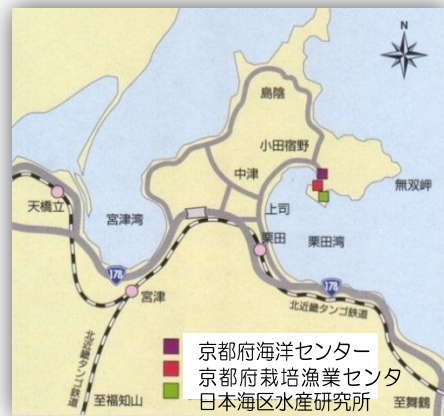 N
島陰
小田宿野
無双岬
中津
天橋立
宮津湾
上司
栗田
栗田湾
178
178
宮津
北近畿タンゴ鉄道
北近畿タンゴ鉄道
京都府海洋センター
京都府栽培漁業センタ
日本海区水産研究所
至福知山
至舞鶴